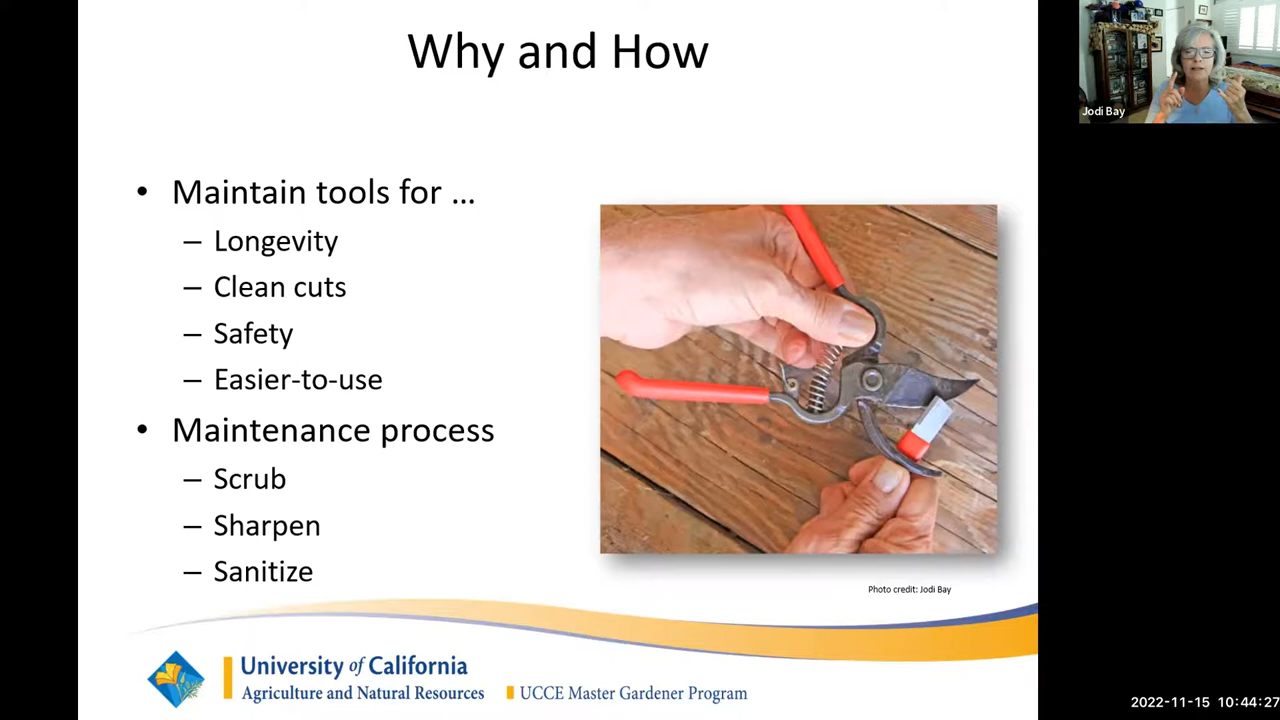 Why and How
• Maintain tools for …
– Longevity
– Clean cuts
– Safety
– Easier-to-use
• Maintenance process
– Scrub
– Sharpen
– Sanitize
Photo credit: Jodi Bay
University of California
Agriculture and Natural Resources
UCCE Master Gardener Program
Jodi Bay
2022-11-15 10:44:27